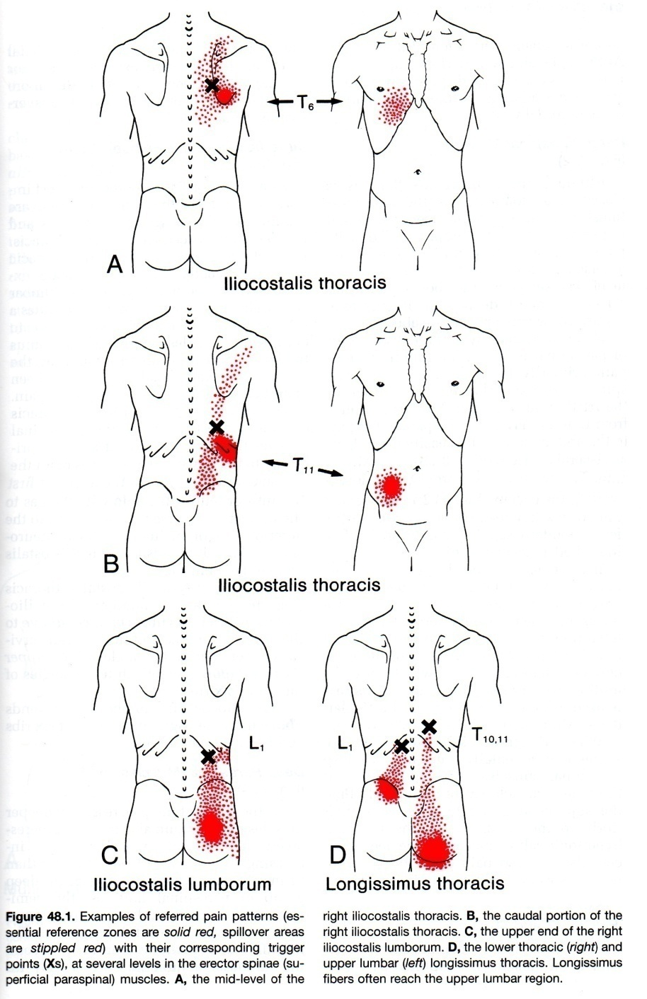 T6
A
Iliocostalis thoracis
T11
B
Iliocostalis thoracis
L1
C
Iliocostalis lumborum
L1
T10,11
D
Longissimus thoracis
Figure 48.1. Examples of referred pain patterns (es-
sential reference zones are solid red, spillover areas
are stippled red) with their corresponding trigger
points (Xs), at several levels in the erector spinae (su-
perficial paraspinal) muscles. A, the mid-level of the
right iliocostalis thoracis. B, the caudal portion of the
right iliocostalis thoracis. C, the upper end of the right
iliocostalis lumborum. D, the lower thoracic (right) and
upper lumbar (left) longissimus thoracis. Longissimus
fibers often reach the upper lumbar region.